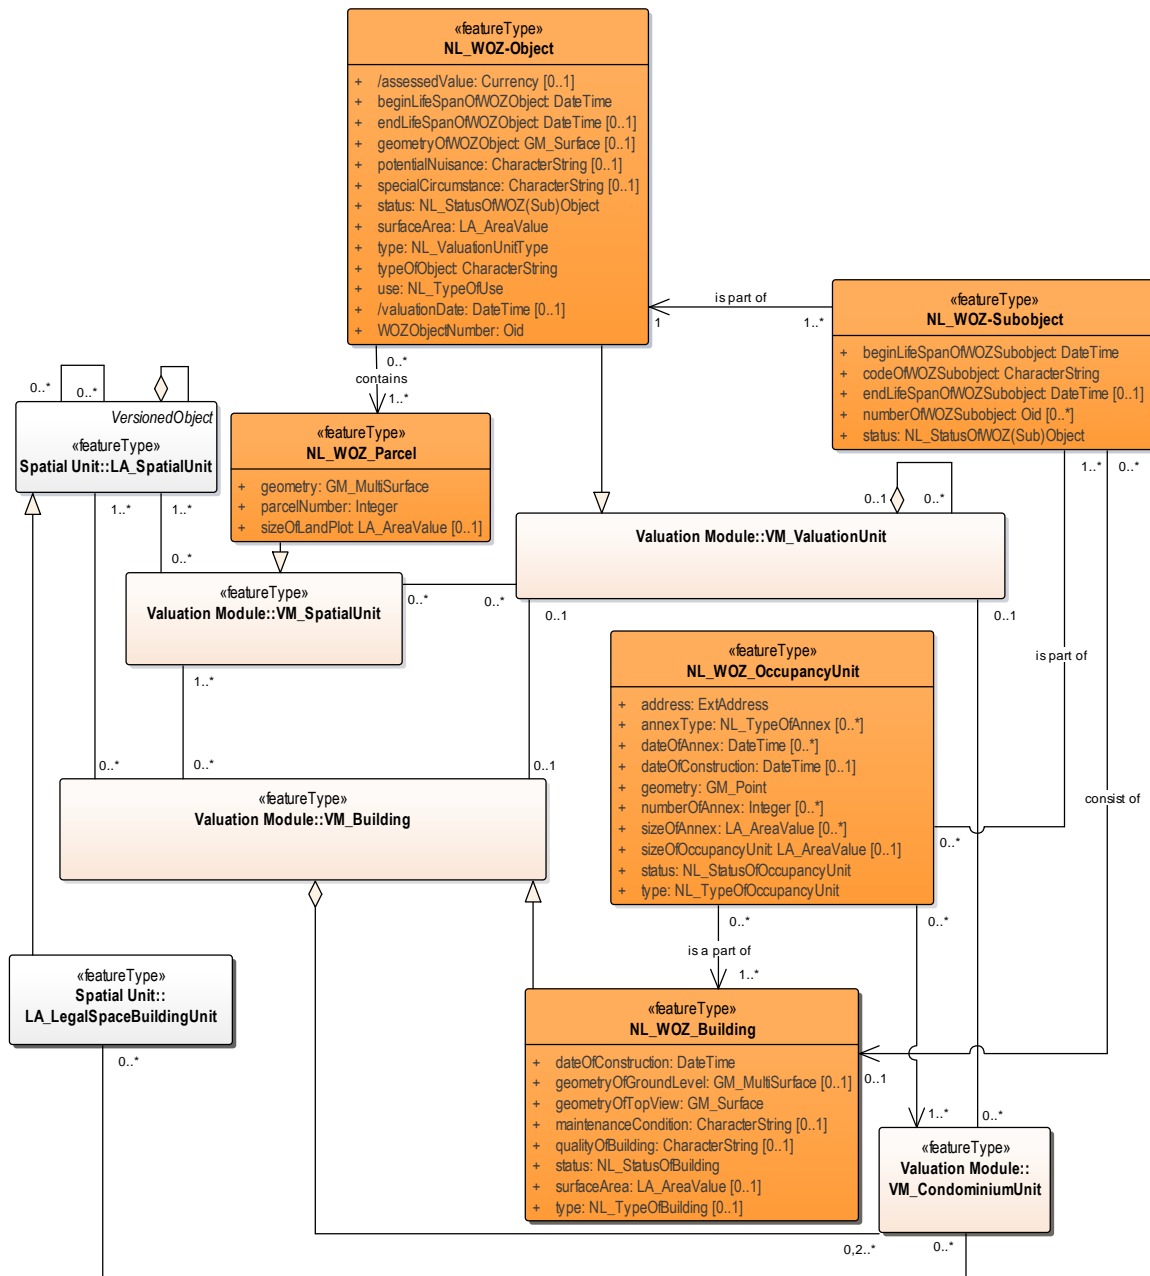 «featureType»
NL_WOZ-Object
+ /assessedValue: Currency [0..1]
+ beginLifeSpanOfWOZObject: DateTime
+ endLifeSpanOfWOZObject: DateTime [0..1]
+ geometryOfWOZObject: GM_Surface [0..1]
+ potentialNuisance: CharacterString [0..1]
+ specialCircumstance: CharacterString [0..1]
+ status: NL_StatusOfWOZ(Sub)Object
+ surfaceArea: LA_AreaValue
+ type: NL_ValuationUnitType
+ typeOfObject: CharacterString
+ use: NL_TypeOfUse
+ /valuationDate: DateTime [0..1]
+ WOZObjectNumber: Oid
is part of
1
1..*
«featureType»
NL_WOZ-Subobject
+ beginLifeSpanOfWOZSubobject: DateTime
+ codeOfWOZSubobject: CharacterString
+ endLifeSpanOfWOZSubobject: DateTime [0..1]
+ numberOfWOZSubobject: Oid [0..*]
+ status: NL_StatusOfWOZ(Sub)Object
0..*
contains
1..*
0..*
0..*
VersionedObject
«featureType»
Spatial Unit::LA_SpatialUnit
«featureType»
NL_WOZ_Parcel
+ geometry: GM_MultiSurface
+ parcelNumber: Integer
+ sizeOfLandPlot: LA_AreaValue [0..1]
1..*
0..*
0..1
0..*
1..*
1..*
0..*
Valuation Module::VM_ValuationUnit
«featureType»
Valuation Module::VM_SpatialUnit
0..*
0..*
0..1
0..1
«featureType»
NL_WOZ_OccupancyUnit
+ address: ExtAddress
+ annexType: NL_TypeOfAnnex [0..*]
+ dateOfAnnex: DateTime [0..*]
+ dateOfConstruction: DateTime [0..1]
+ geometry: GM_Point
+ numberOfAnnex: Integer [0..*]
+ sizeOfAnnex: LA_AreaValue [0..*]
+ sizeOfOccupancyUnit: LA_AreaValue [0..1]
+ status: NL_StatusOfOccupancyUnit
+ type: NL_TypeOfOccupancyUnit
is part of
1..*
0..*
0..*
0..1
consist of
«featureType»
Valuation Module::VM_Building
0..*
0..*
0..*
is a part of
1..*
«featureType»
Spatial Unit::
LA_LegalSpaceBuildingUnit
0..*
«featureType»
NL_WOZ_Building
+ dateOfConstruction: DateTime
+ geometryOfGroundLevel: GM_MultiSurface [0..1]
+ geometryOfTopView: GM_Surface
+ maintenanceCondition: CharacterString [0..1]
+ qualityOfBuilding: CharacterString [0..1]
+ status: NL_StatusOfBuilding
+ surfaceArea: LA_AreaValue [0..1]
+ type: NL_TypeOfBuilding [0..1]
0..1
1..*
0..*
«featureType»
Valuation Module::
VM_CondominiumUnit
0,2..*
0..*